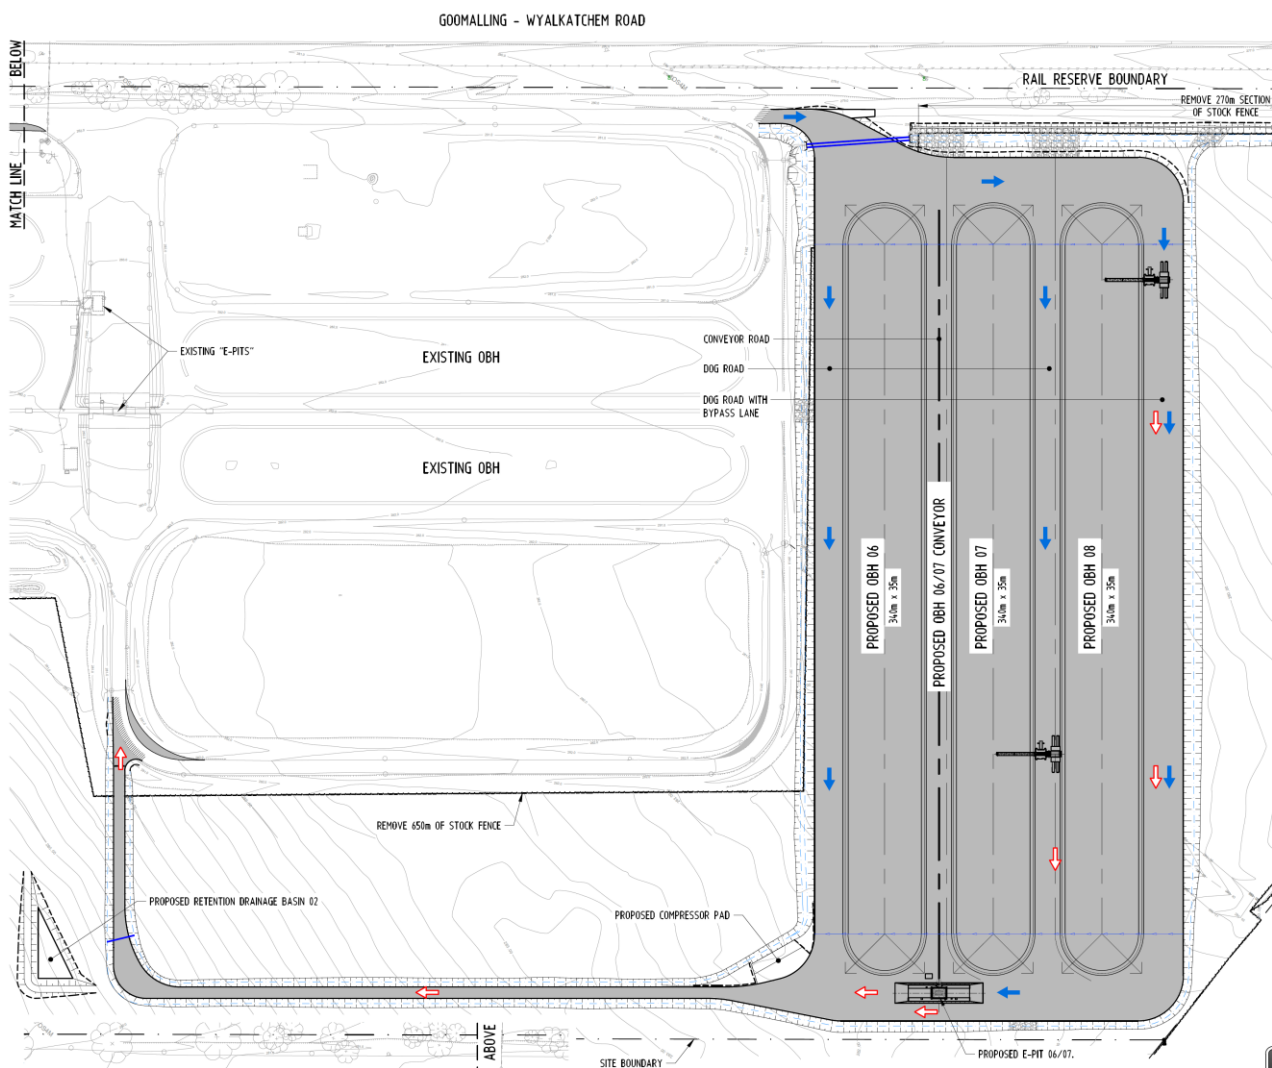 GOOMALLING - WYALKATCHEM ROAD
MATCH LINE BELOW
RAIL RESERVE BOUNDARY
REMOVE 270m SECTION
OF STOCK FENCE
EXISTING "E-PITS"
EXISTING OBH
EXISTING OBH
CONVEYOR ROAD
DOG ROAD
DOG ROAD WITH
BYPASS LANE
PROPOSED OBH 06
340m x 35m
PROPOSED OBH 06/07 CONVEYOR
PROPOSED OBH 07
340m x 35m
PROPOSED OBH 08
340m x 35m
REMOVE 650m OF STOCK FENCE
PROPOSED RETENTION DRAINAGE BASIN 02
PROPOSED COMPRESSOR PAD
ABOVE
SITE BOUNDARY
PROPOSED E-PIT 06/07.